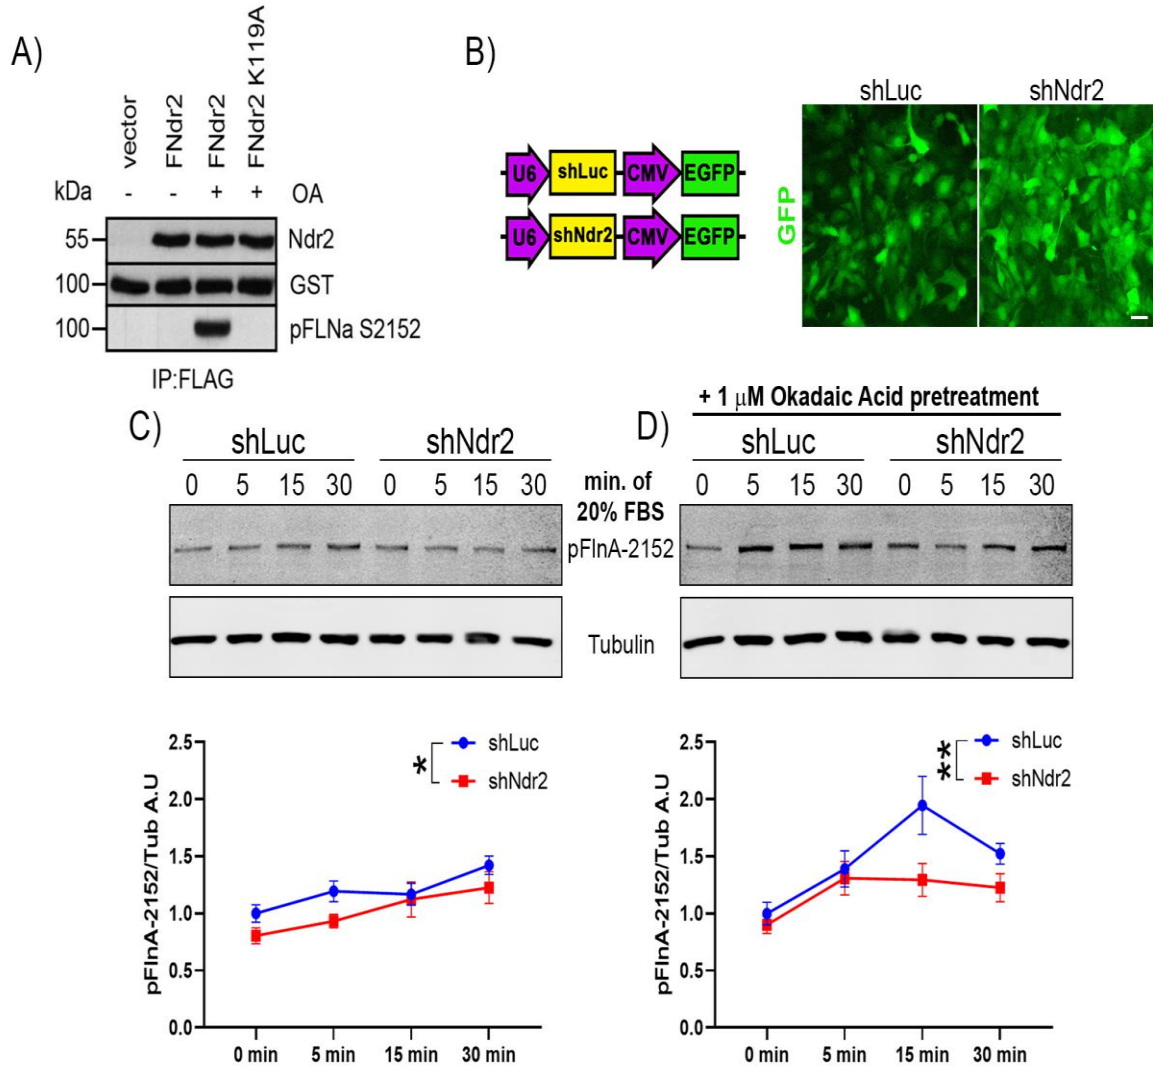 A)
vector
FNdr2
FNdr2
FNdr2 K119A
kDa
- - + + OA
55 Ndr2
100 GST
100 pFLNa S2152
IP:FLAG
B)
U6 shLuc CMV EGFP
U6 shNdr2 CMV EGFP
shLuc shNdr2
GFP
C)
shLuc shNdr2
0 5 15 30 0 5 15 30
min. of
20% FBS
pFlnA-2152
Tubulin
D)
+ 1 μM Okadaic Acid pretreatment
shLuc shNdr2
0 5 15 30 0 5 15 30
pFlnA-2152/Tub A.U
2.5
2.0
1.5
1.0
0.5
0.0
0 min 5 min 15 min 30 min
* shLuc
shNdr2
pFlnA-2152/Tub A.U
2.5
2.0
1.5
1.0
0.5
0.0
0 min 5 min 15 min 30 min
** shLuc
shNdr2